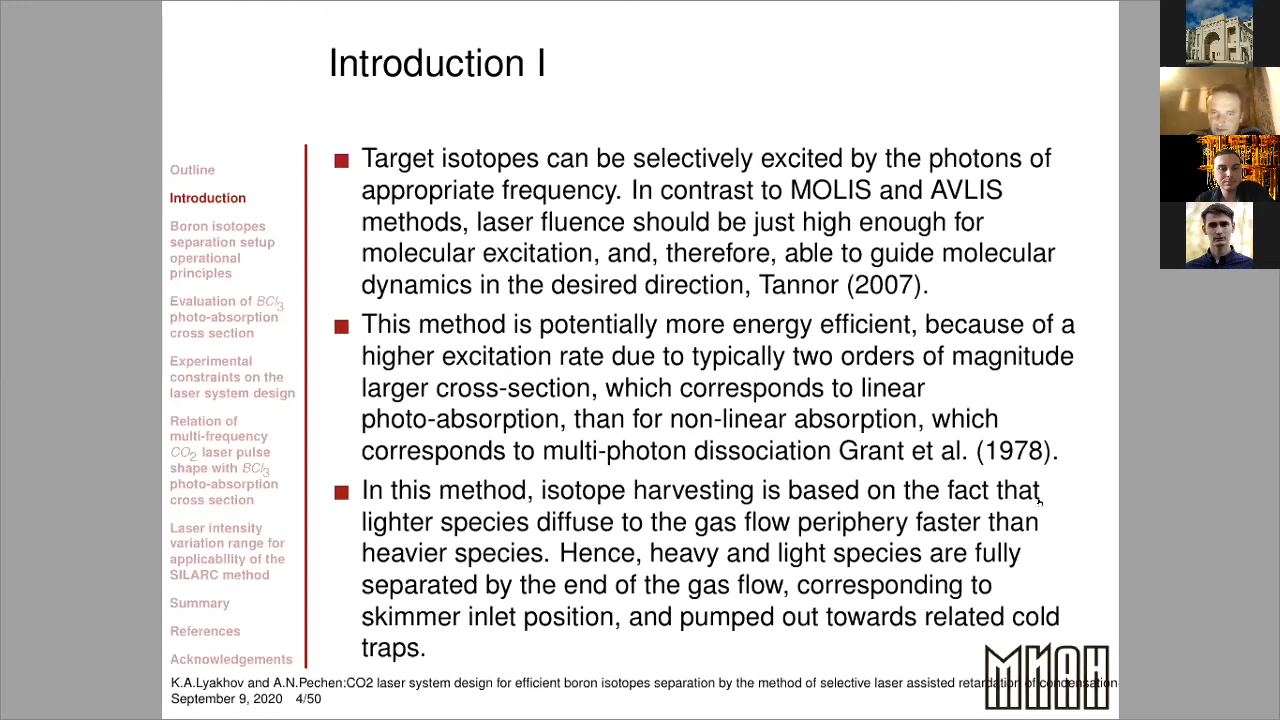 Introduction I
Outline
Introduction
Boron isotopes
separation setup
operational
principles
Evaluation of BCl3
photo-absorption
cross section
Experimental
constraints on the
laser system design
Relation of
multi-frequency
CO2 laser pulse
shape with BCl3
photo-absorption
cross section
Laser intensity
variation range for
applicability of the
SILARC method
Summary
References
Acknowledgements
■ Target isotopes can be selectively excited by the photons of
appropriate frequency. In contrast to MOLIS and AVLIS
methods, laser fluence should be just high enough for
molecular excitation, and, therefore, able to guide molecular
dynamics in the desired direction, Tannor (2007).
■ This method is potentially more energy efficient, because of a
higher excitation rate due to typically two orders of magnitude
larger cross-section, which corresponds to linear
photo-absorption, than for non-linear absorption, which
corresponds to multi-photon dissociation Grant et al. (1978).
■ In this method, isotope harvesting is based on the fact that
lighter species diffuse to the gas flow periphery faster than
heavier species. Hence, heavy and light species are fully
separated by the end of the gas flow, corresponding to
skimmer inlet position, and pumped out towards related cold
traps.
K.A.Lyakhov and A.N.Pechen:CO2 laser system design for efficient boron isotopes separation by the method of selective laser assisted retardation of condensation
September 9, 2020 4/50
МИАН